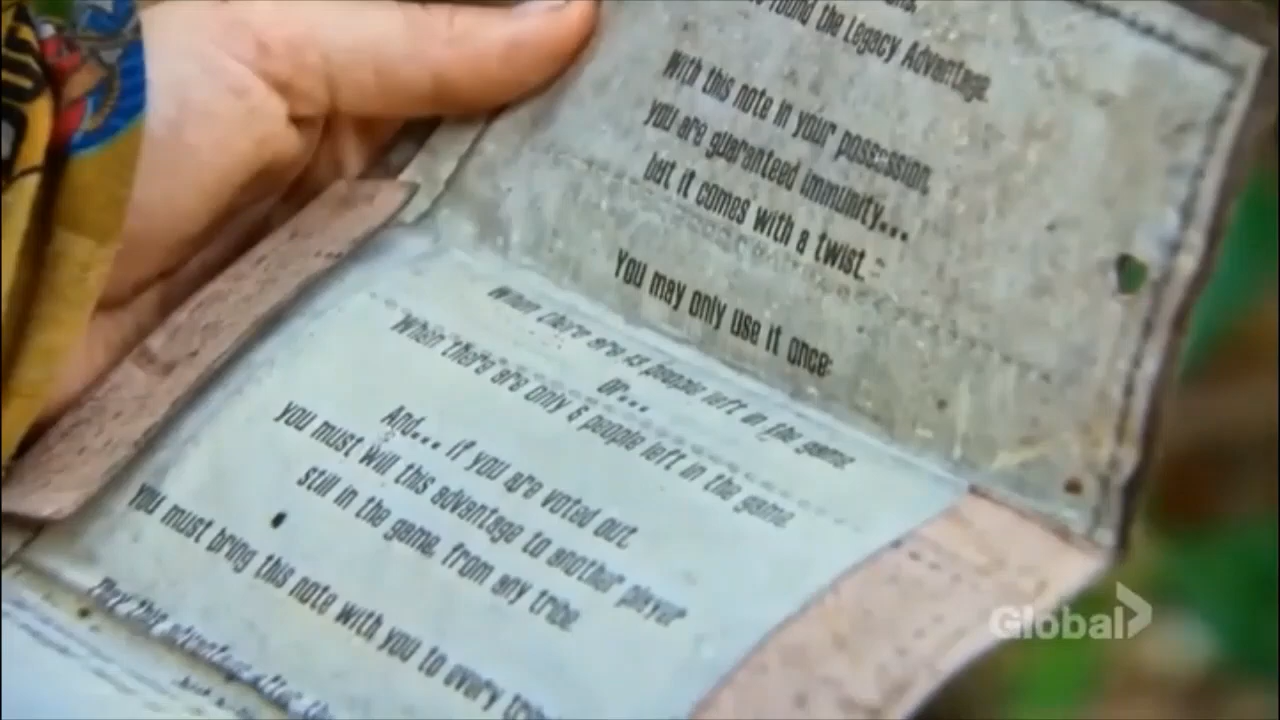 found the Legacy Advantage.
With this note in your possession,
you are guaranteed immunity...
but it comes with a twist.
You may only use it once:
When there are 13 people left in the game
or...
When there are only 6 people left in the game.
And... if you are voted out,
you must will this advantage to another player
still in the game, from any tribe.
You must bring this note with you to every
Global